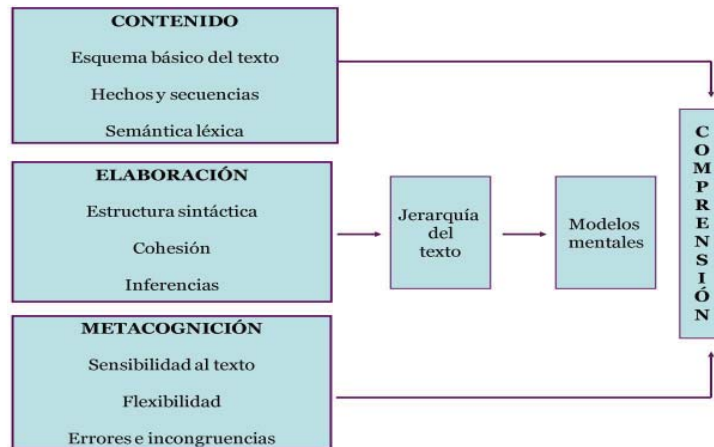 CONTENIDO
Esquema básico del texto
Hechos y secuencias
Semántica léxica
ELABORACIÓN
Estructura sintáctica
Cohesión
Inferencias
Jerarquía
del
texto
Modelos
mentales
METACOGNICIÓN
Sensibilidad al texto
Flexibilidad
Errores e incongruencias
C
O
M
P
R
E
N
S
I
Ó
N